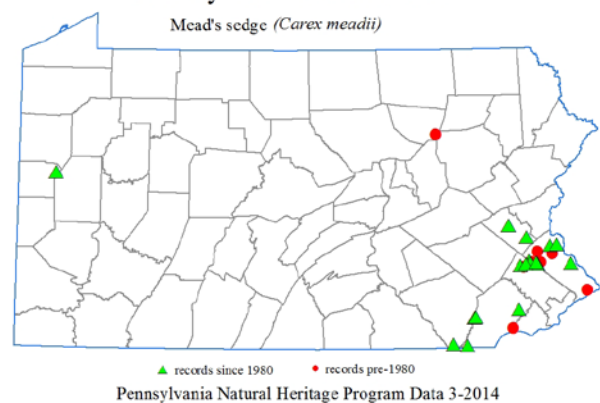 Mead's sedge (Carex meadii)
records since 1980 records pre-1980
Pennsylvania Natural Heritage Program Data 3-2014